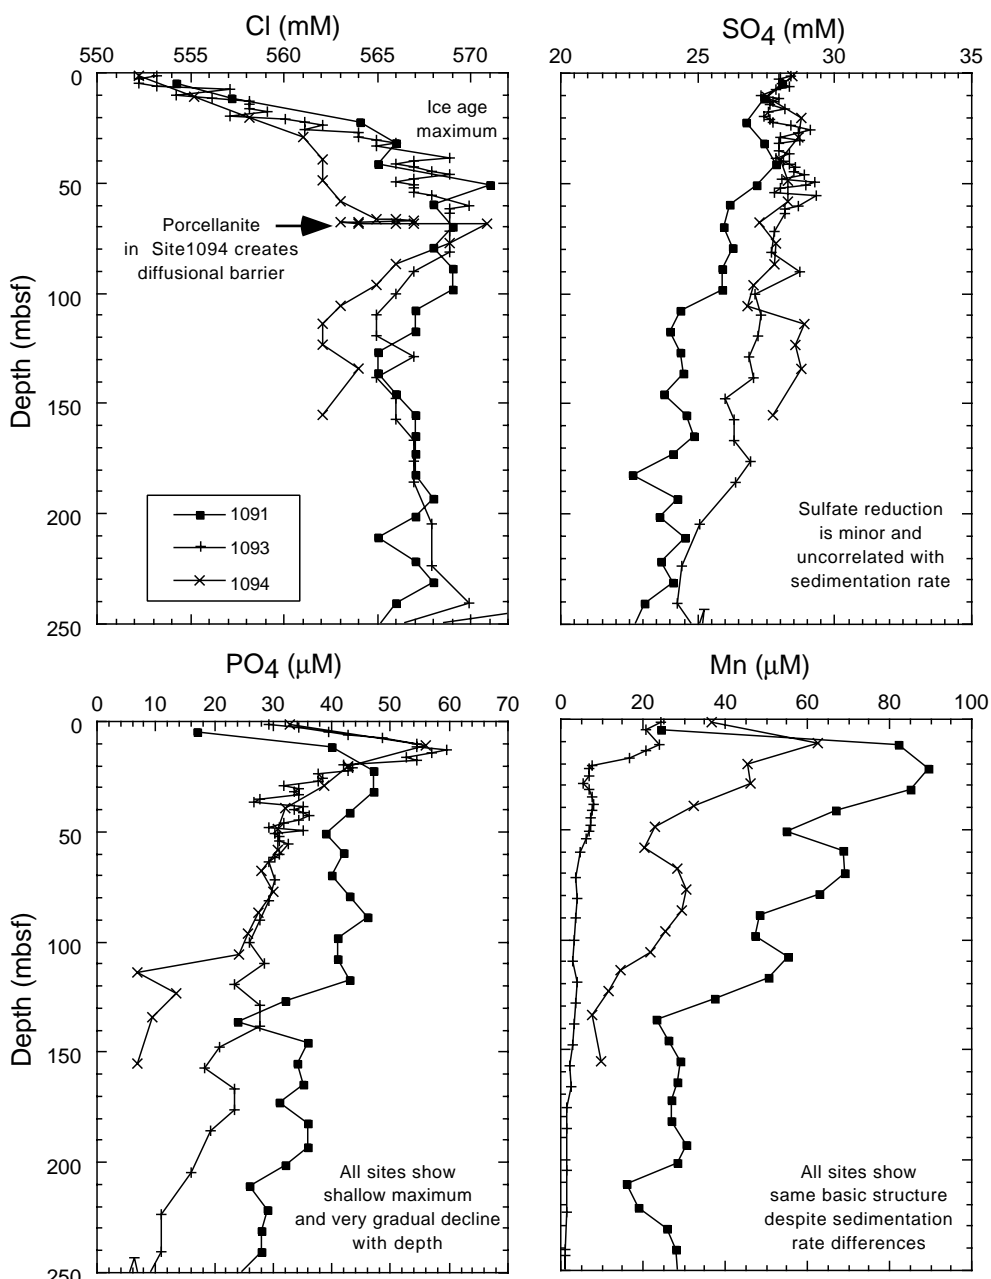 Cl (mM)
550 555 560 565 570
0
50
100
150
200
250
Depth (mbsf)
Ice age
maximum
Porcellanite
in Site1094 creates
diffusional barrier
1091
1093
1094
SO4 (mM)
20 25 30 35
Sulfate reduction
is minor and
uncorrelated with
sedimentation rate
PO4 (μM)
0 10 20 30 40 50 60 70
0
50
100
150
200
250
Depth (mbsf)
All sites show
shallow maximum
and very gradual decline
with depth
Mn (μM)
0 20 40 60 80 100
All sites show
same basic structure
despite sedimentation
rate differences